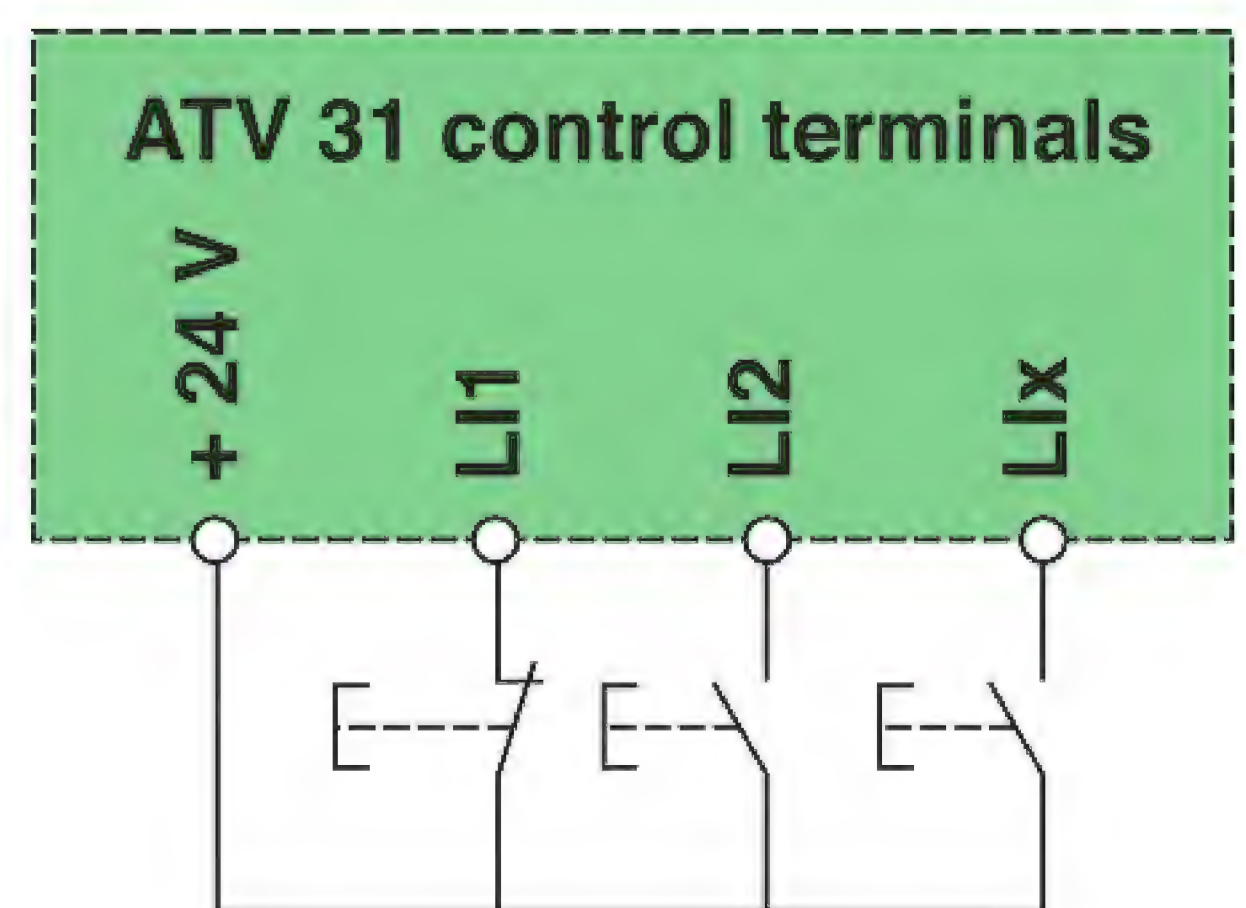 ATV 31 control terminals
+ 24 V
LI1
LI2
LIx